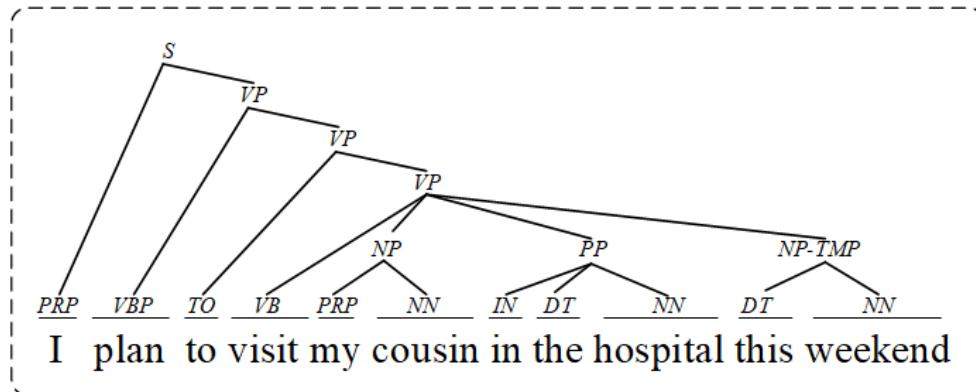 S
VP
VP
VP
NP PP NP-TMP
PRP VBP TO VB PRP NN IN DT NN DT NN
I plan to visit my cousin in the hospital this weekend